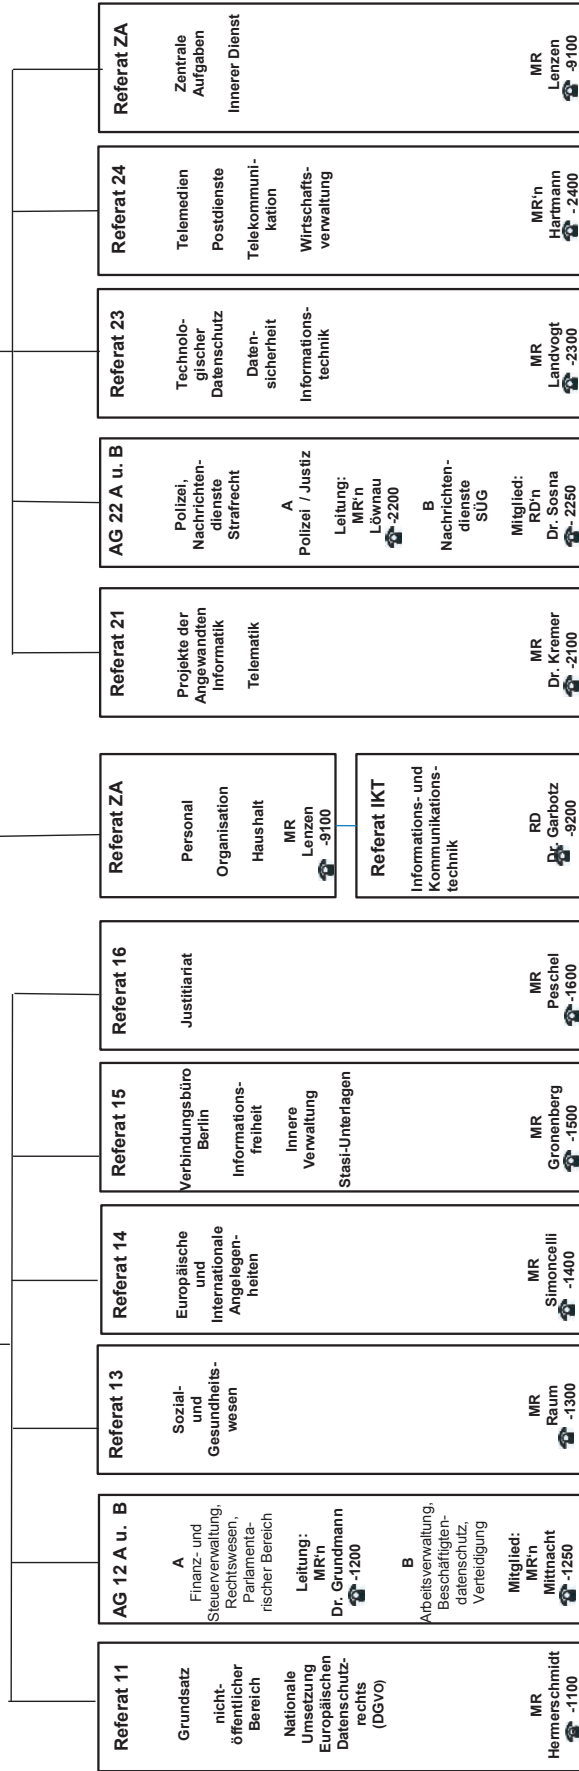 Referat 11
Grundsatz
nicht-
öffentlicher
Bereich
Nationale
Umsetzung
Europäischen
Datenschutz-
rechts
(DGVO)
MR
Hermerschmidt
-1100
AG 12 A u. B
A
Finanz- und
Steuerverwaltung,
Rechtswesen,
Parlamenta-
rischer Bereich
Leitung:
MR'n
Dr. Grundmann
-1200
B
Arbeitsverwaltung,
Beschäftigten-
datenschutz,
Verteidigung
Mitglied:
MR'n
Mittnacht
-1250
Referat 13
Sozial-
und
Gesundheits-
wesen
MR
Raum
-1300
Referat 14
Europäische
und
Internationale
Angelegen-
heiten
MR
Simoncelli
-1400
Referat 15
Verbindungsbüro
Berlin
Informations-
freiheit
Innere
Verwaltung
Stasi-Unterlagen
MR
Gronenberg
-1500
Referat 16
Justitiariat
MR
Peschel
-1600
Referat ZA
Personal
Organisation
Haushalt
MR
Lenzen
-9100
Referat IKT
Informations- und
Kommunikations-
technik
RD
Dr. Garbotz
-9200
Referat 21
Projekte der
Angewandten
Informatik
Telematik
MR
Dr. Kremer
-2100
AG 22 A u. B
Polizei,
Nachrichten-
dienste
Strafrecht
A
Polizei / Justiz
Leitung:
MR'n
Löwnau
-2200
B
Nachrichten-
dienste
SÜG
Mitglied:
RD'n
Dr. Sosna
- 2250
Referat 23
Technolo-
gischer
Datenschutz
Daten-
sicherheit
Informations-
technik
MR
Landvogt
-2300
Referat 24
Telemedien
Postdienste
Telekommuni-
kation
Wirtschafts-
verwaltung
MR'n
Hartmann
- 2400
Referat ZA
Zentrale
Aufgaben
Innerer Dienst
MR
Lenzen
-9100